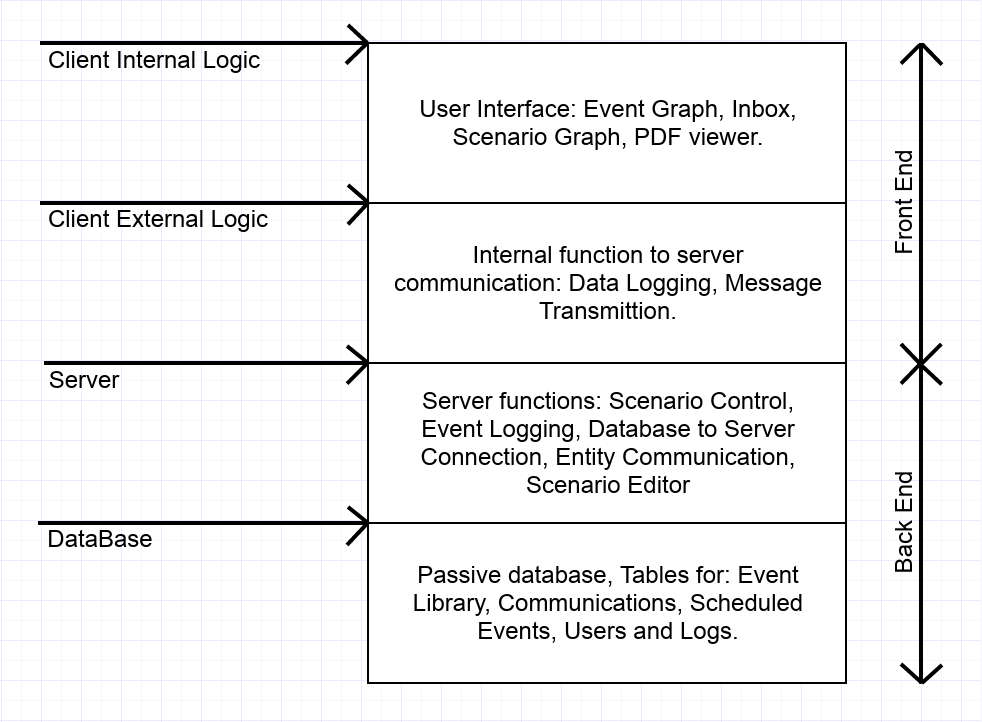 Client Internal Logic
User Interface: Event Graph, Inbox,
Scenario Graph, PDF viewer.
Client External Logic
Internal function to server
communication: Data Logging, Message
Transmittion.
Front End
Server
Server functions: Scenario Control,
Event Logging, Database to Server
Connection, Entity Communication,
Scenario Editor
DataBase
Passive database, Tables for: Event
Library, Communications, Scheduled
Events, Users and Logs.
Back End